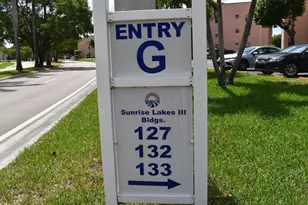 ENTRY
G
Sunrise Lakes III
Bldgs.
127
132
133